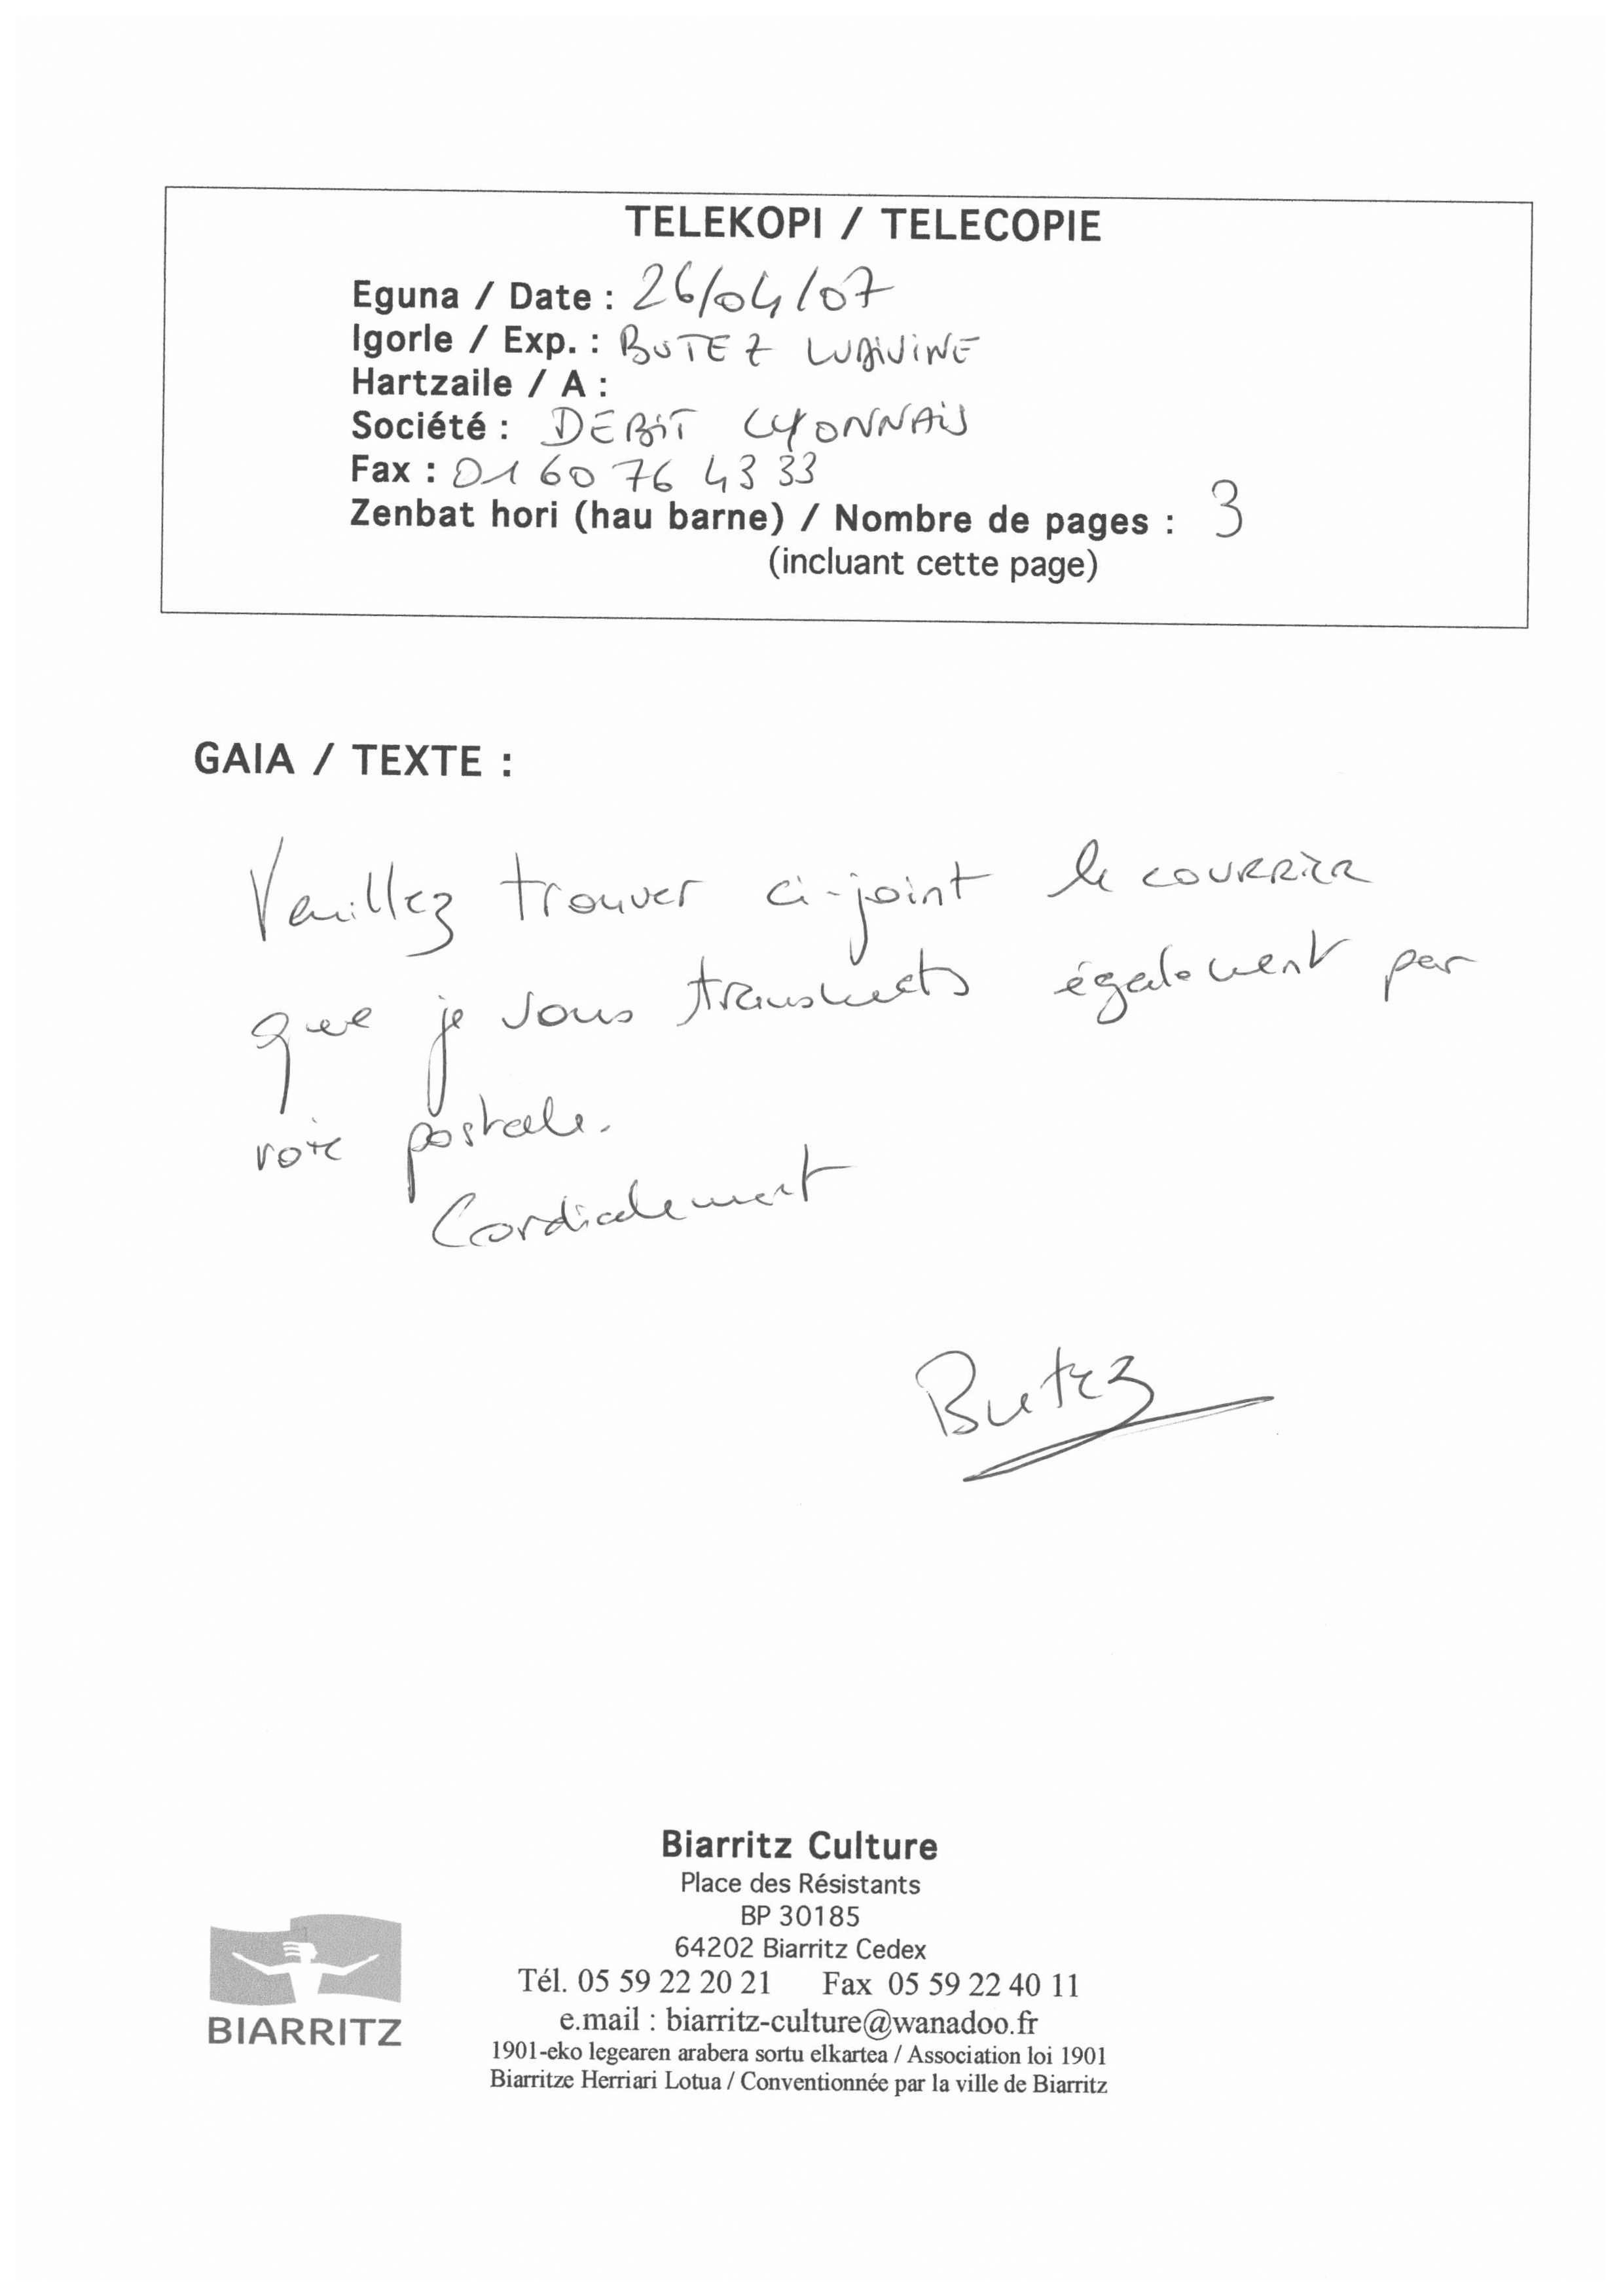 TELEKOPI / TELECOPIE
Eguna / Date : 26/04/07
Igorle / Exp. : BUTEZ LUDIVINE
Hartzaile / A :
Société : DEBIT LYONNAIS
Fax : 01 60 76 43 33
Zenbat hori (hau barne) / Nombre de pages : 3
(incluant cette page)
GAIA / TEXTE :
Veuillez trouver ci-joint le courrier
que je vous transmets également par
voie postale.
Cordialement
Butez
Biarritz Culture
Place des Résistants
BP 30185
64202 Biarritz Cedex
Tél. 05 59 22 20 21 Fax 05 59 22 40 11
e.mail : biarritz-culture@wanadoo.fr
1901-eko legearen arabera sortu elkartea / Association loi 1901
Biarritze Herriari Lotua / Conventionnée par la ville de Biarritz
BIARRITZ